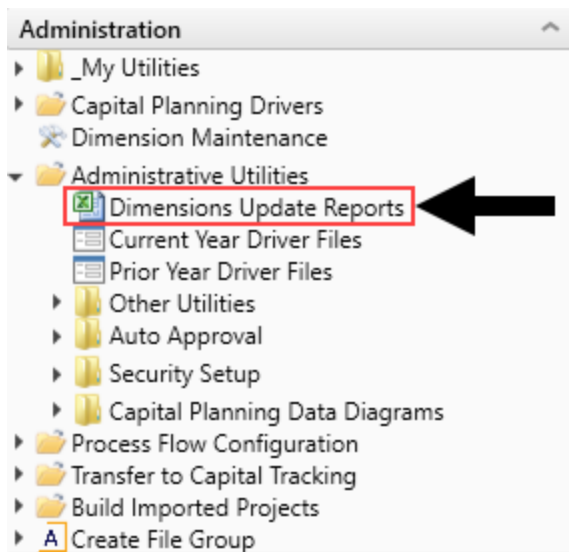 Administration
_My Utilities
Capital Planning Drivers
Dimension Maintenance
Administrative Utilities
Dimensions Update Reports
Current Year Driver Files
Prior Year Driver Files
Other Utilities
Auto Approval
Security Setup
Capital Planning Data Diagrams
Process Flow Configuration
Transfer to Capital Tracking
Build Imported Projects
A Create File Group